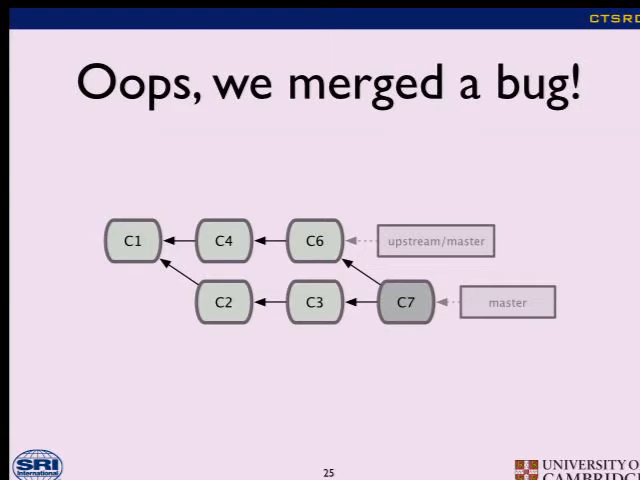 CTSRD
Oops, we merged a bug!
C1
C4
C6
upstream/master
C2
C3
C7
master
SRI
International
25
UNIVERSITY OF
CAMBRIDGE